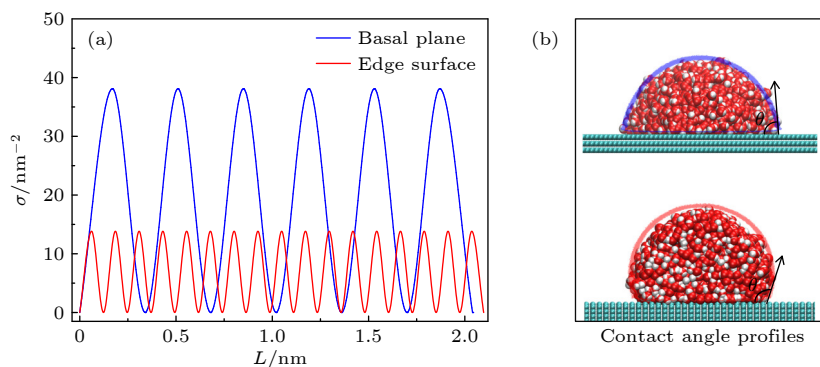 (a)
Basal plane
Edge surface
σ/nm⁻²
50
40
30
20
10
0
0
0.5
1.0
1.5
2.0
L/nm
(b)
θ
θ
Contact angle profiles